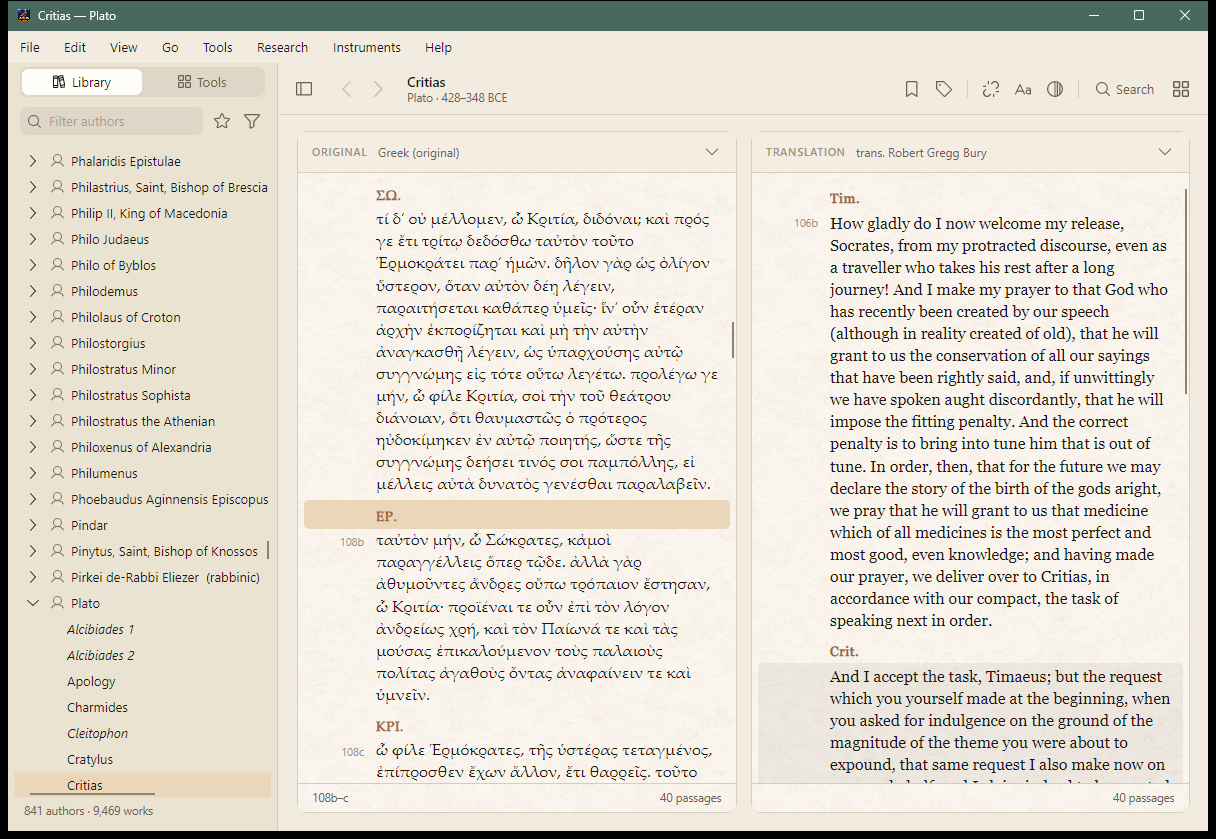 Critias — Plato
File Edit View Go Tools Research Instruments Help
Library Tools
Filter authors
Phalaridis Epistulae
Philastrius, Saint, Bishop of Brescia
Philip II, King of Macedonia
Philo Judaeus
Philo of Byblos
Philodemus
Philolaus of Croton
Philostorgius
Philostratus Minor
Philostratus Sophista
Philostratus the Athenian
Philoxenus of Alexandria
Philumenus
Phoebaudus Aginnensis Episcopus
Pindar
Pinytus, Saint, Bishop of Knossos
Pirkei de-Rabbi Eliezer (rabbinic)
Plato
Alcibiades 1
Alcibiades 2
Apology
Charmides
Cleitophon
Cratylus
Critias
841 authors · 9,469 works
Critias
Plato · 428–348 BCE
Aa
Search
ORIGINAL Greek (original)
ΣΩ.
τί δ’ οὐ μέλλομεν, ὦ Κριτία, διδόναι; καὶ πρός
γε ἔτι τρίτῳ δεδόσθω ταὐτὸν τοῦτο
Ἑρμοκράτει παρ’ ἡμῶν. δῆλον γὰρ ὡς ὀλίγον
ὕστερον, ὅταν αὐτὸν δέῃ λέγειν,
παραιτήσεται καθάπερ ὑμεῖς· ἵν’ οὖν ἑτέραν
ἀρχὴν ἐκπορίζηται καὶ μὴ τὴν αὐτὴν
ἀναγκασθῇ λέγειν, ὡς ὑπαρχούσης αὐτῷ
συγγνώμης εἰς τότε οὕτω λεγέτω. προλέγω γε
μήν, ὦ φίλε Κριτία, σοὶ τὴν τοῦ θεάτρου
διάνοιαν, ὅτι θαυμαστῶς ὁ πρότερος
ηὐδοκίμηκεν ἐν αὐτῷ ποιητής, ὥστε τῆς
συγγνώμης δεήσει τινός σοι παμπόλλης, εἰ
μέλλεις αὐτὰ δυνατὸς γενέσθαι παραλαβεῖν.
ΕΡ.
108b ταὐτὸν μήν, ὦ Σώκρατες, κἀμοὶ
παραγγέλλεις ὅπερ τῷδε. ἀλλὰ γὰρ
ἀθυμοῦντες ἄνδρες οὔπω τρόπαιον ἔστησαν,
ὦ Κριτία· προϊέναι τε οὖν ἐπὶ τὸν λόγον
ἀνδρείως χρή, καὶ τὸν Παίωνά τε καὶ τὰς
μούσας ἐπικαλούμενον τοὺς παλαιοὺς
πολίτας ἀγαθοὺς ὄντας ἀναφαίνειν τε καὶ
ὑμνεῖν.
ΚΡΙ.
108c ὦ φίλε Ἑρμόκρατες, τῆς ὑστέρας τεταγμένος,
ἐπίπροσθεν ἔχων ἄλλον, ἔτι θαρρεῖς. τοῦτο
108b–c 40 passages
TRANSLATION trans. Robert Gregg Bury
Tim.
106b How gladly do I now welcome my release,
Socrates, from my protracted discourse, even as
a traveller who takes his rest after a long
journey! And I make my prayer to that God who
has recently been created by our speech
(although in reality created of old), that he will
grant to us the conservation of all our sayings
that have been rightly said, and, if unwittingly
we have spoken aught discordantly, that he will
impose the fitting penalty. And the correct
penalty is to bring into tune him that is out of
tune. In order, then, that for the future we may
declare the story of the birth of the gods aright,
we pray that he will grant to us that medicine
which of all medicines is the most perfect and
most good, even knowledge; and having made
our prayer, we deliver over to Critias, in
accordance with our compact, the task of
speaking next in order.
Crit.
And I accept the task, Timaeus; but the request
which you yourself made at the beginning, when
you asked for indulgence on the ground of the
magnitude of the theme you were about to
expound, that same request I also make now on
40 passages